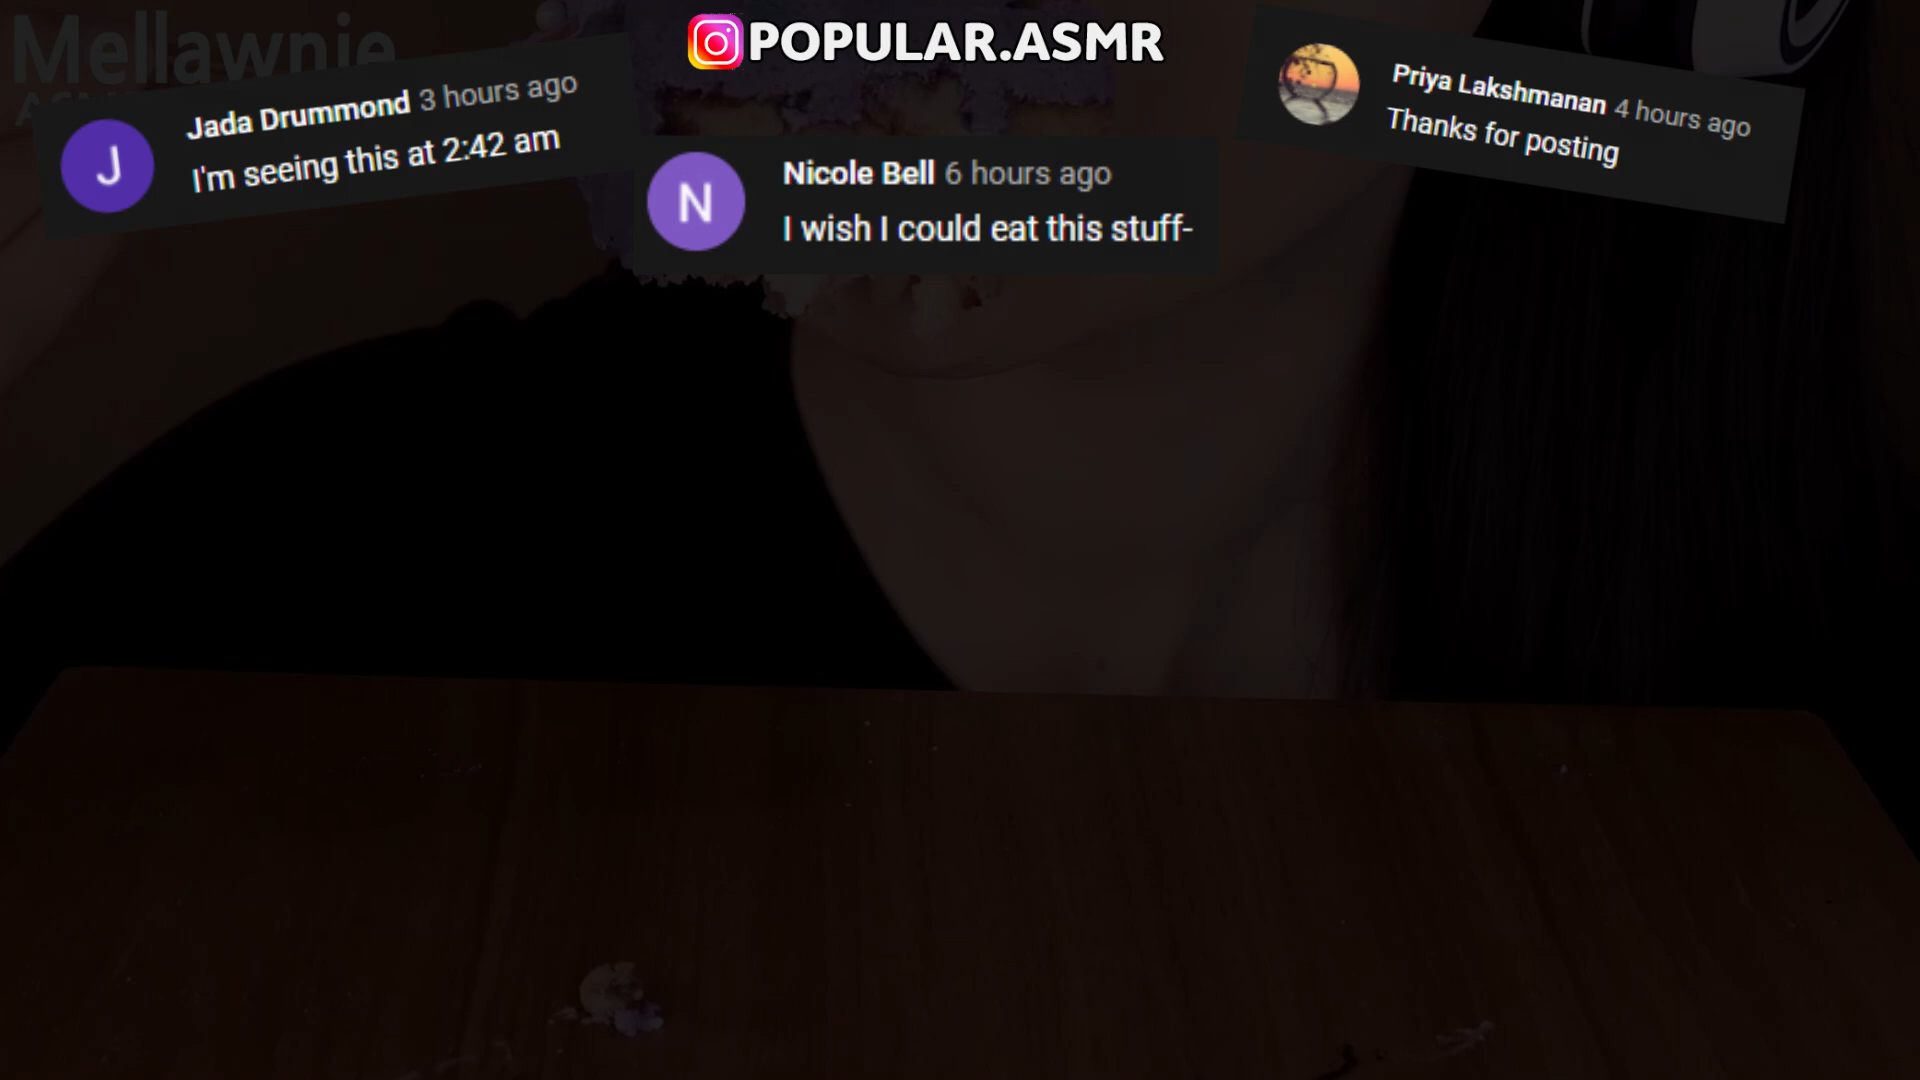 Mellawnie
POPULAR.ASMR
Jada Drummond 3 hours ago
I'm seeing this at 2:42 am
Nicole Bell 6 hours ago
I wish I could eat this stuff-
Priya Lakshmanan 4 hours ago
Thanks for posting
J
N